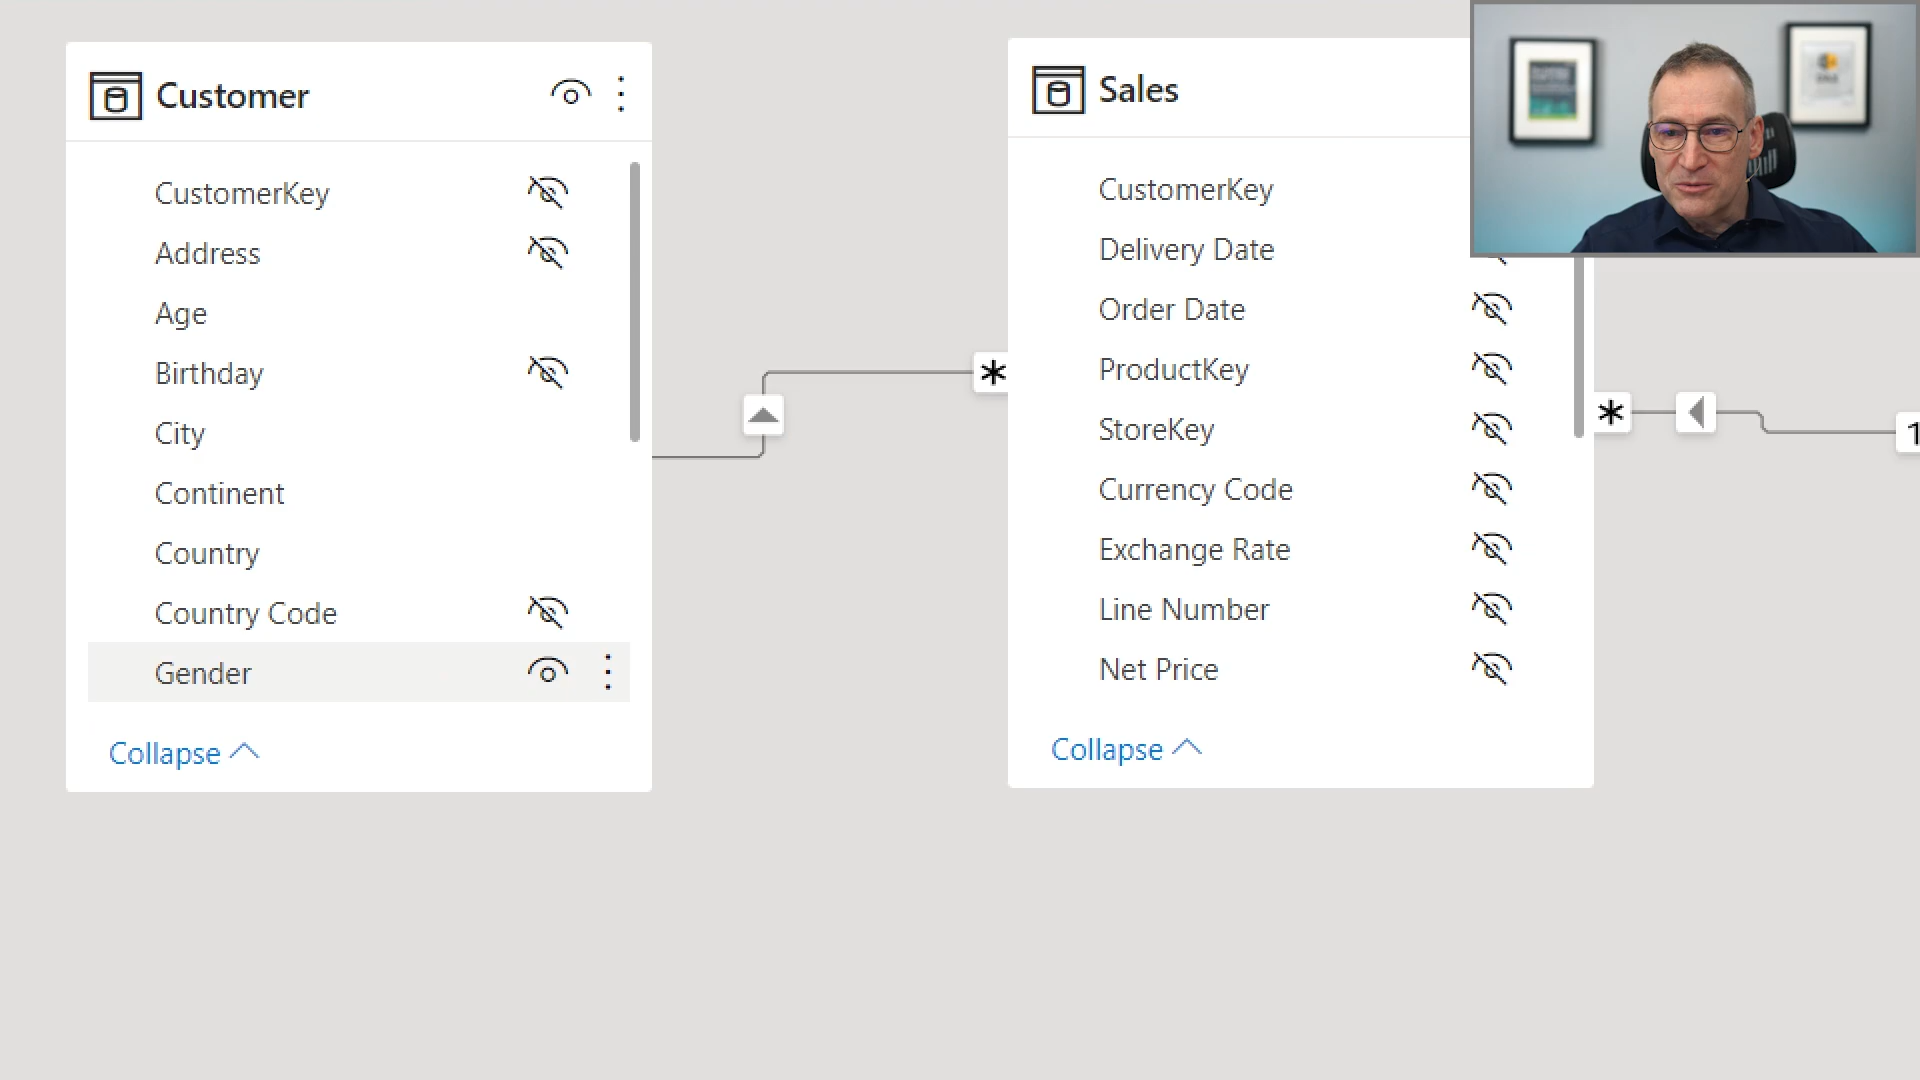 Customer
CustomerKey
Address
Age
Birthday
City
Continent
Country
Country Code
Gender
Collapse
*
Sales
CustomerKey
Delivery Date
Order Date
ProductKey
StoreKey
Currency Code
Exchange Rate
Line Number
Net Price
Collapse
*
1